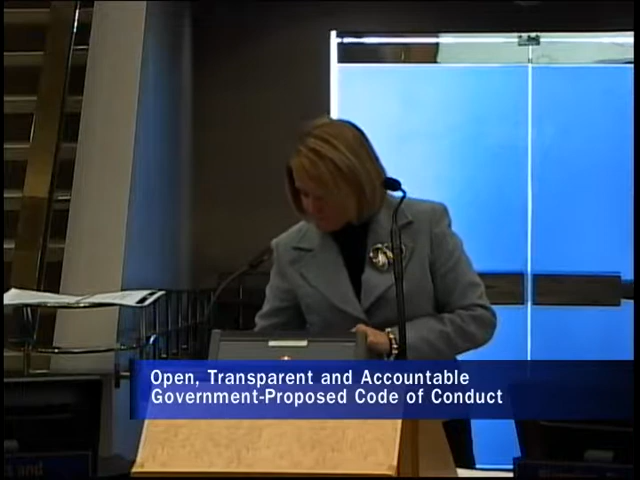 Open, Transparent and Accountable
Government-Proposed Code of Conduct